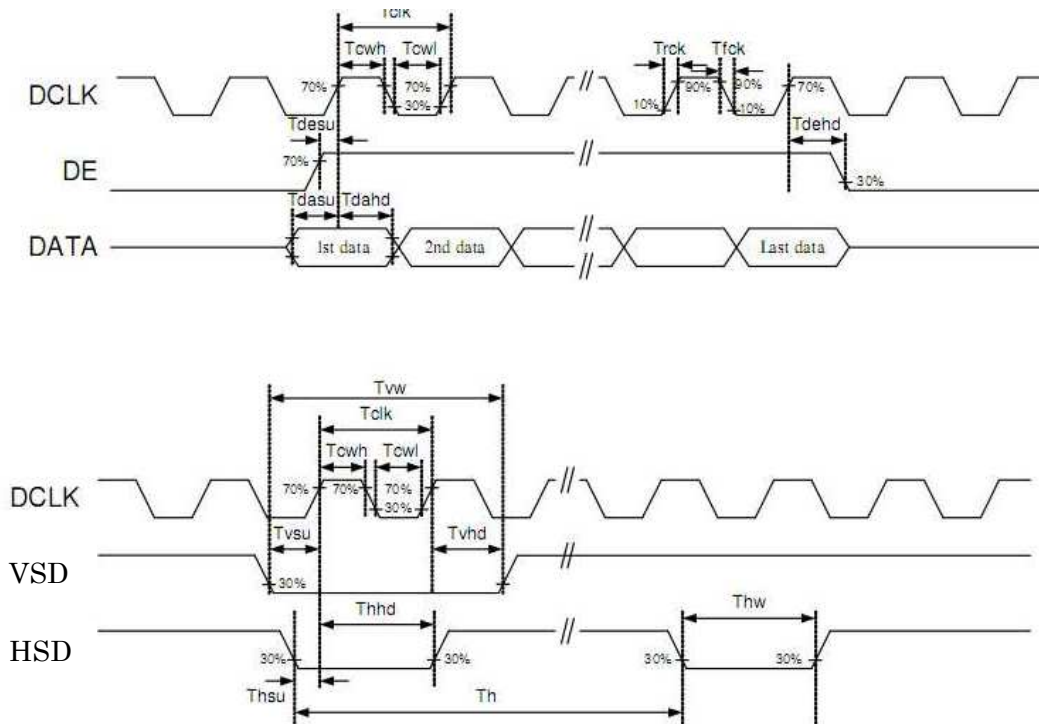 Tclk
Tcwh Tcwl Trck Tfck
DCLK 70% 70% 30% 10% 90% 90% 10% 70%
Tdesu Tdehd
DE 70% 30%
Tdasu Tdahd
DATA 1st data 2nd data Last data
Tvw
Tclk
Tcwh Tcwl
DCLK 70% 70% 70% 30%
Tvsu Tvhd
VSD 30%
Thhd Thw
HSD 30% 30% 30% 30%
Thsu Th